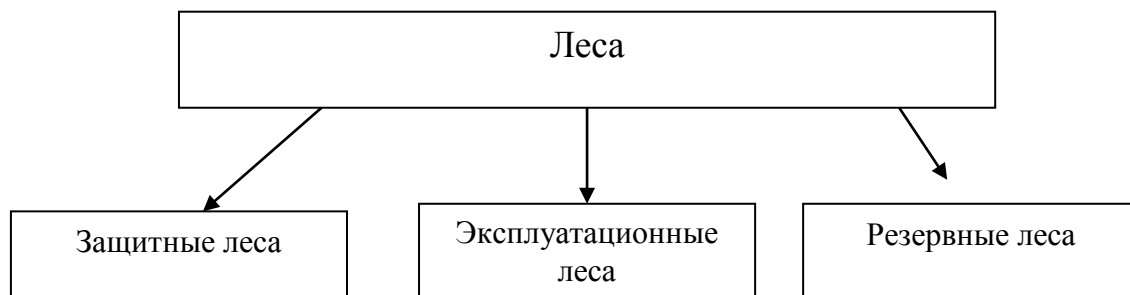 Леса
Защитные леса
Эксплуатационные
леса
Резервные леса